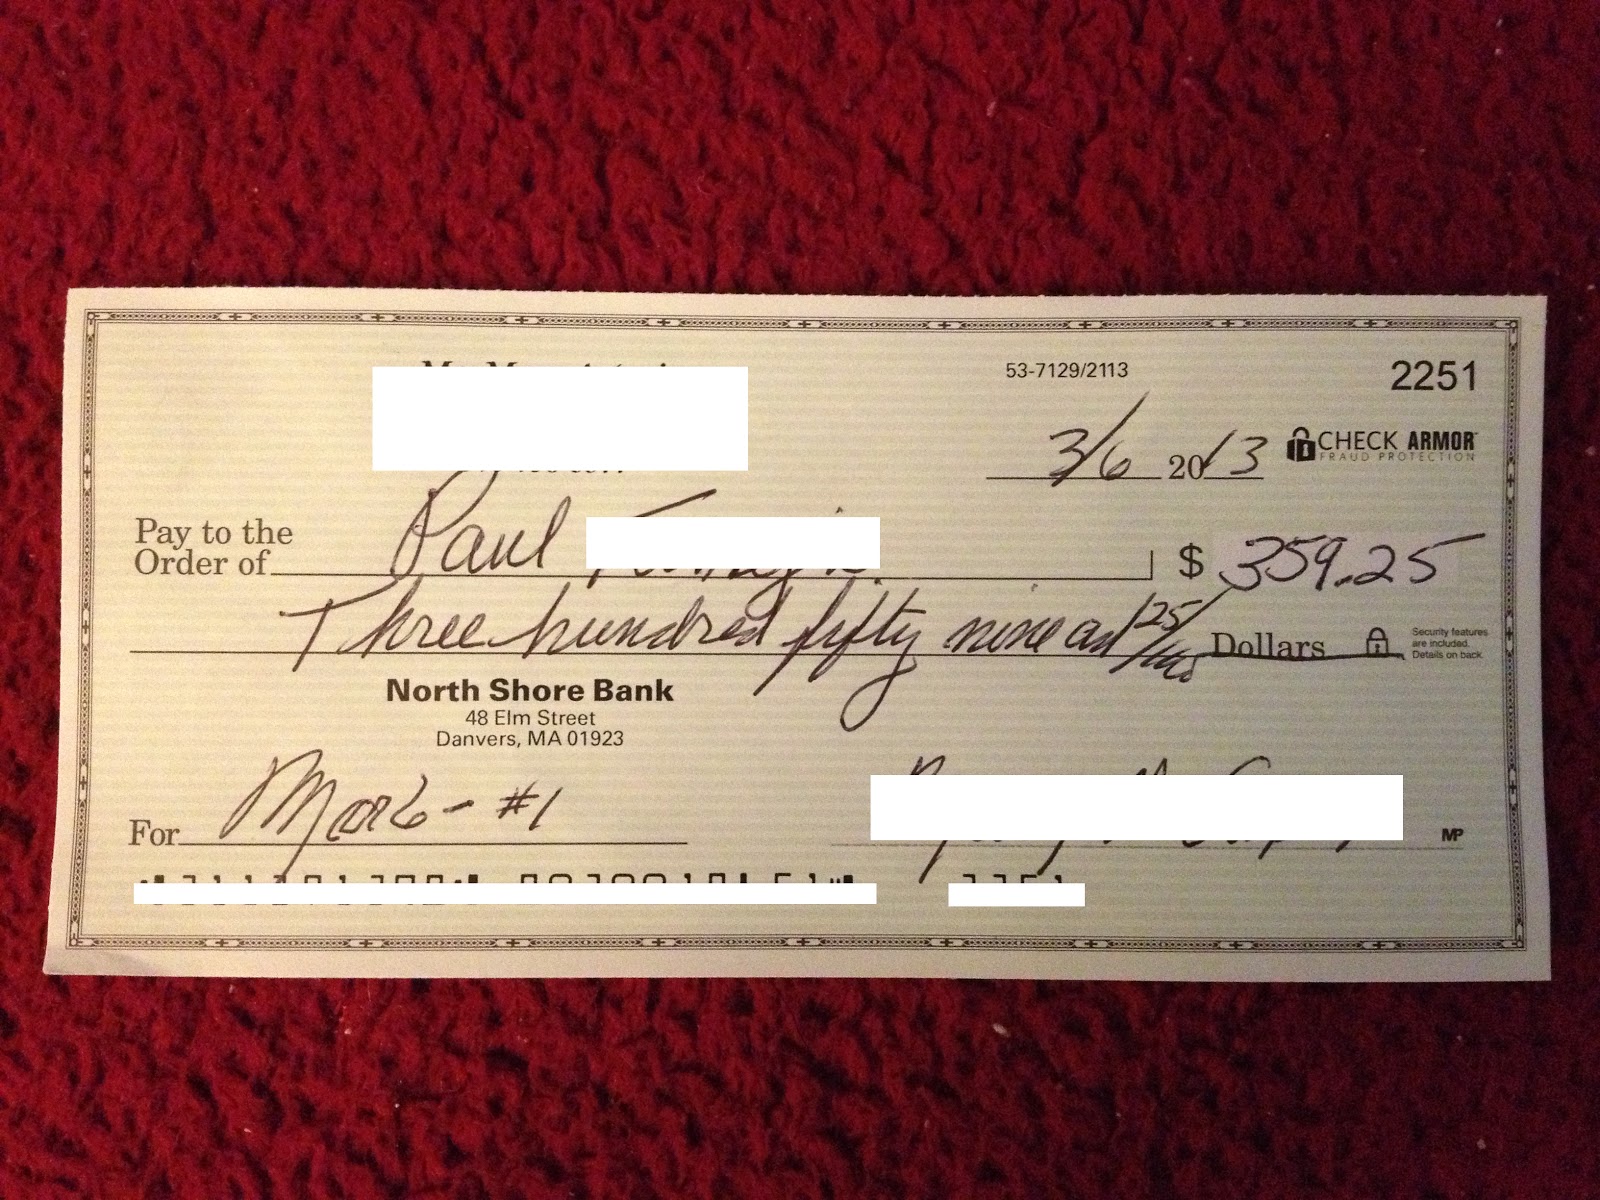 53-7129/2113
2251
3/6 2013
CHECK ARMOR
FRAUD PROTECTION
Pay to the
Order of Paul $ 359.25
Three hundred fifty nine and 25/100 Dollars
Security features
are included.
Details on back.
North Shore Bank
48 Elm Street
Danvers, MA 01923
For - #1
MP